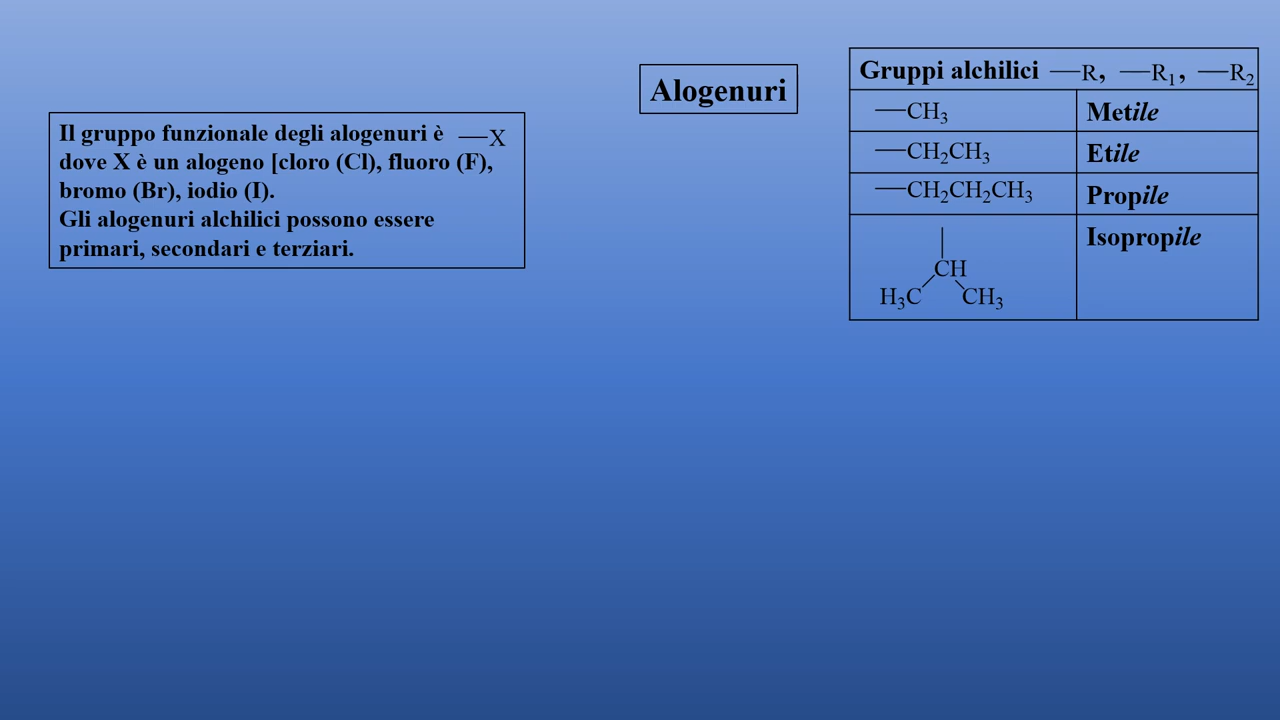 Alogenuri
Il gruppo funzionale degli alogenuri è —X
dove X è un alogeno [cloro (Cl), fluoro (F),
bromo (Br), iodio (I).
Gli alogenuri alchilici possono essere
primari, secondari e terziari.
Gruppi alchilici —R, —R₁, —R₂
—CH₃ Metile
—CH₂CH₃ Etile
—CH₂CH₂CH₃ Propile
Isopropile
CH
H₃C CH₃